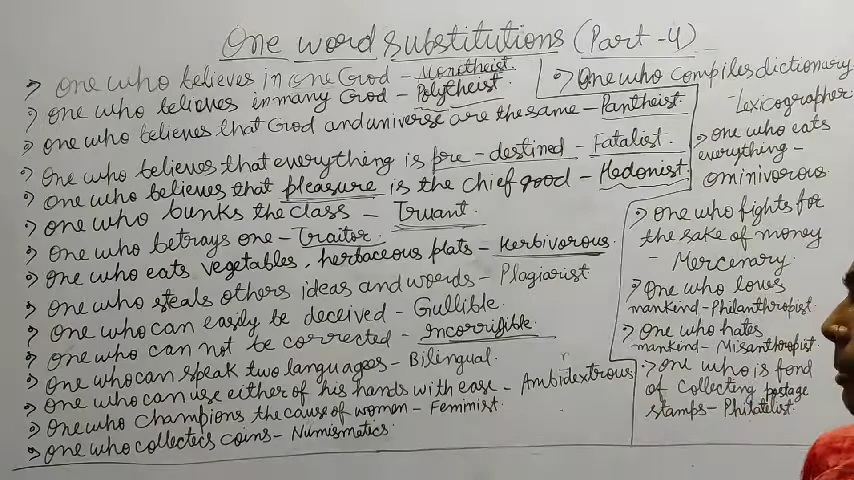 One word substitutions (Part-4)
→ One who believes in one God - Monotheist.
→ One who believes in many God - Polytheist
→ One who believes that God and universe are the same - Pantheist.
→ One who believes that everything is pre-destined - Fatalist.
→ One who believes that pleasure is the chief good - Hedonist.
→ One who bunks the class - Truant.
→ One who betrays one - Traitor.
→ One who eats vegetables, herbaceous plats - Herbivorous.
→ One who steals others ideas and words - Plagiarist
→ One who can easily be deceived - Gullible.
→ One who can not be corrected - Incorrifible.
→ One who can speak two languages - Bilingual.
→ One who can use either of his hands with ease - Ambidextrous
→ One who champions the cause of woman - Feminist.
→ One who collectcs coins - Numismatics.
→ One who compiles dictionary
- Lexicographer.
→ One who eats
everything -
ominivorous
→ One who fights for
the sake of money
- Mercenary.
→ One who loves
mankind - Philanthropist.
→ One who hates
mankind - Misanthropist.
→ One who is fond
of collecting postage
stamps - Philatelist.